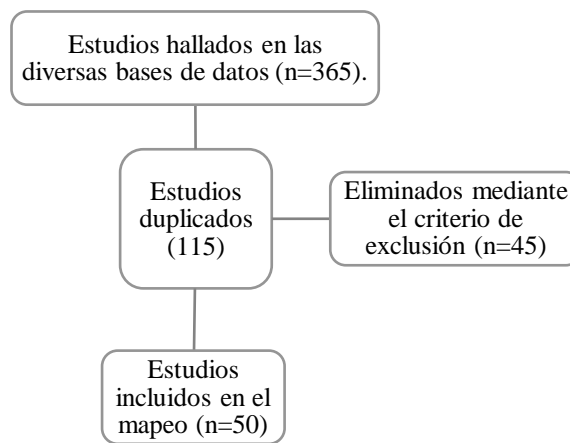 Estudios hallados en las
diversas bases de datos (n=365).
Estudios
duplicados
(115)
Eliminados mediante
el criterio de
exclusión (n=45)
Estudios
incluidos en el
mapeo (n=50)